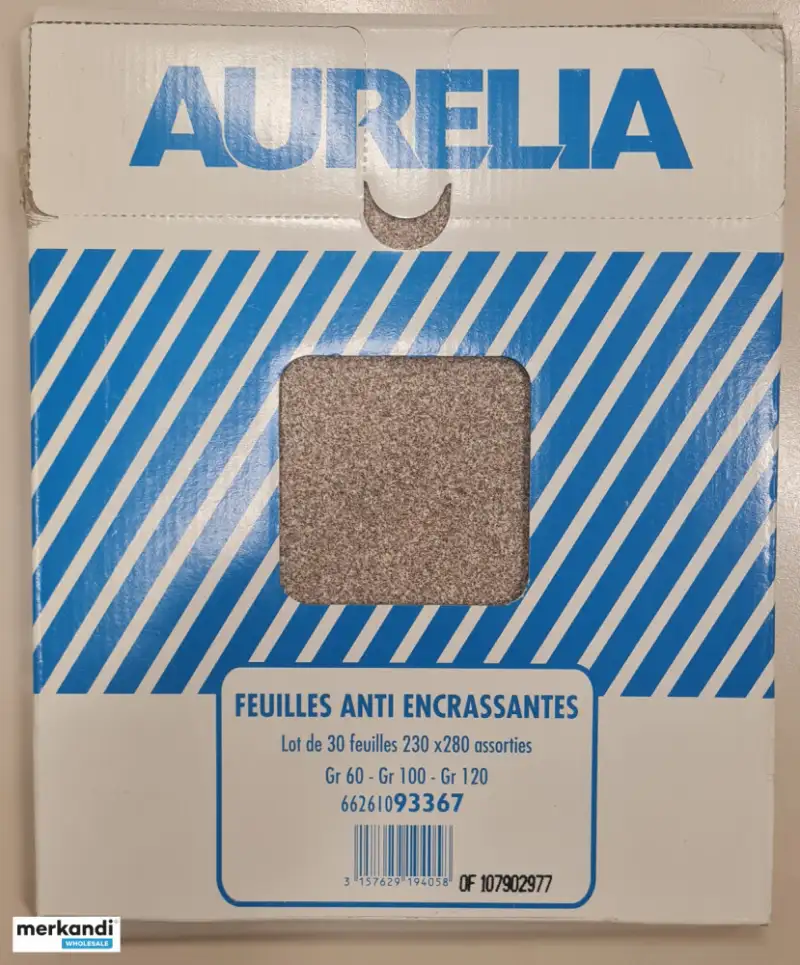 AURELIA
FEUILLES ANTI ENCRASSANTES
Lot de 30 feuilles 230 x280 assorties
Gr 60 - Gr 100 - Gr 120
66261093367
3 157629 194058
OF 107902977
merkandi
WHOLESALE